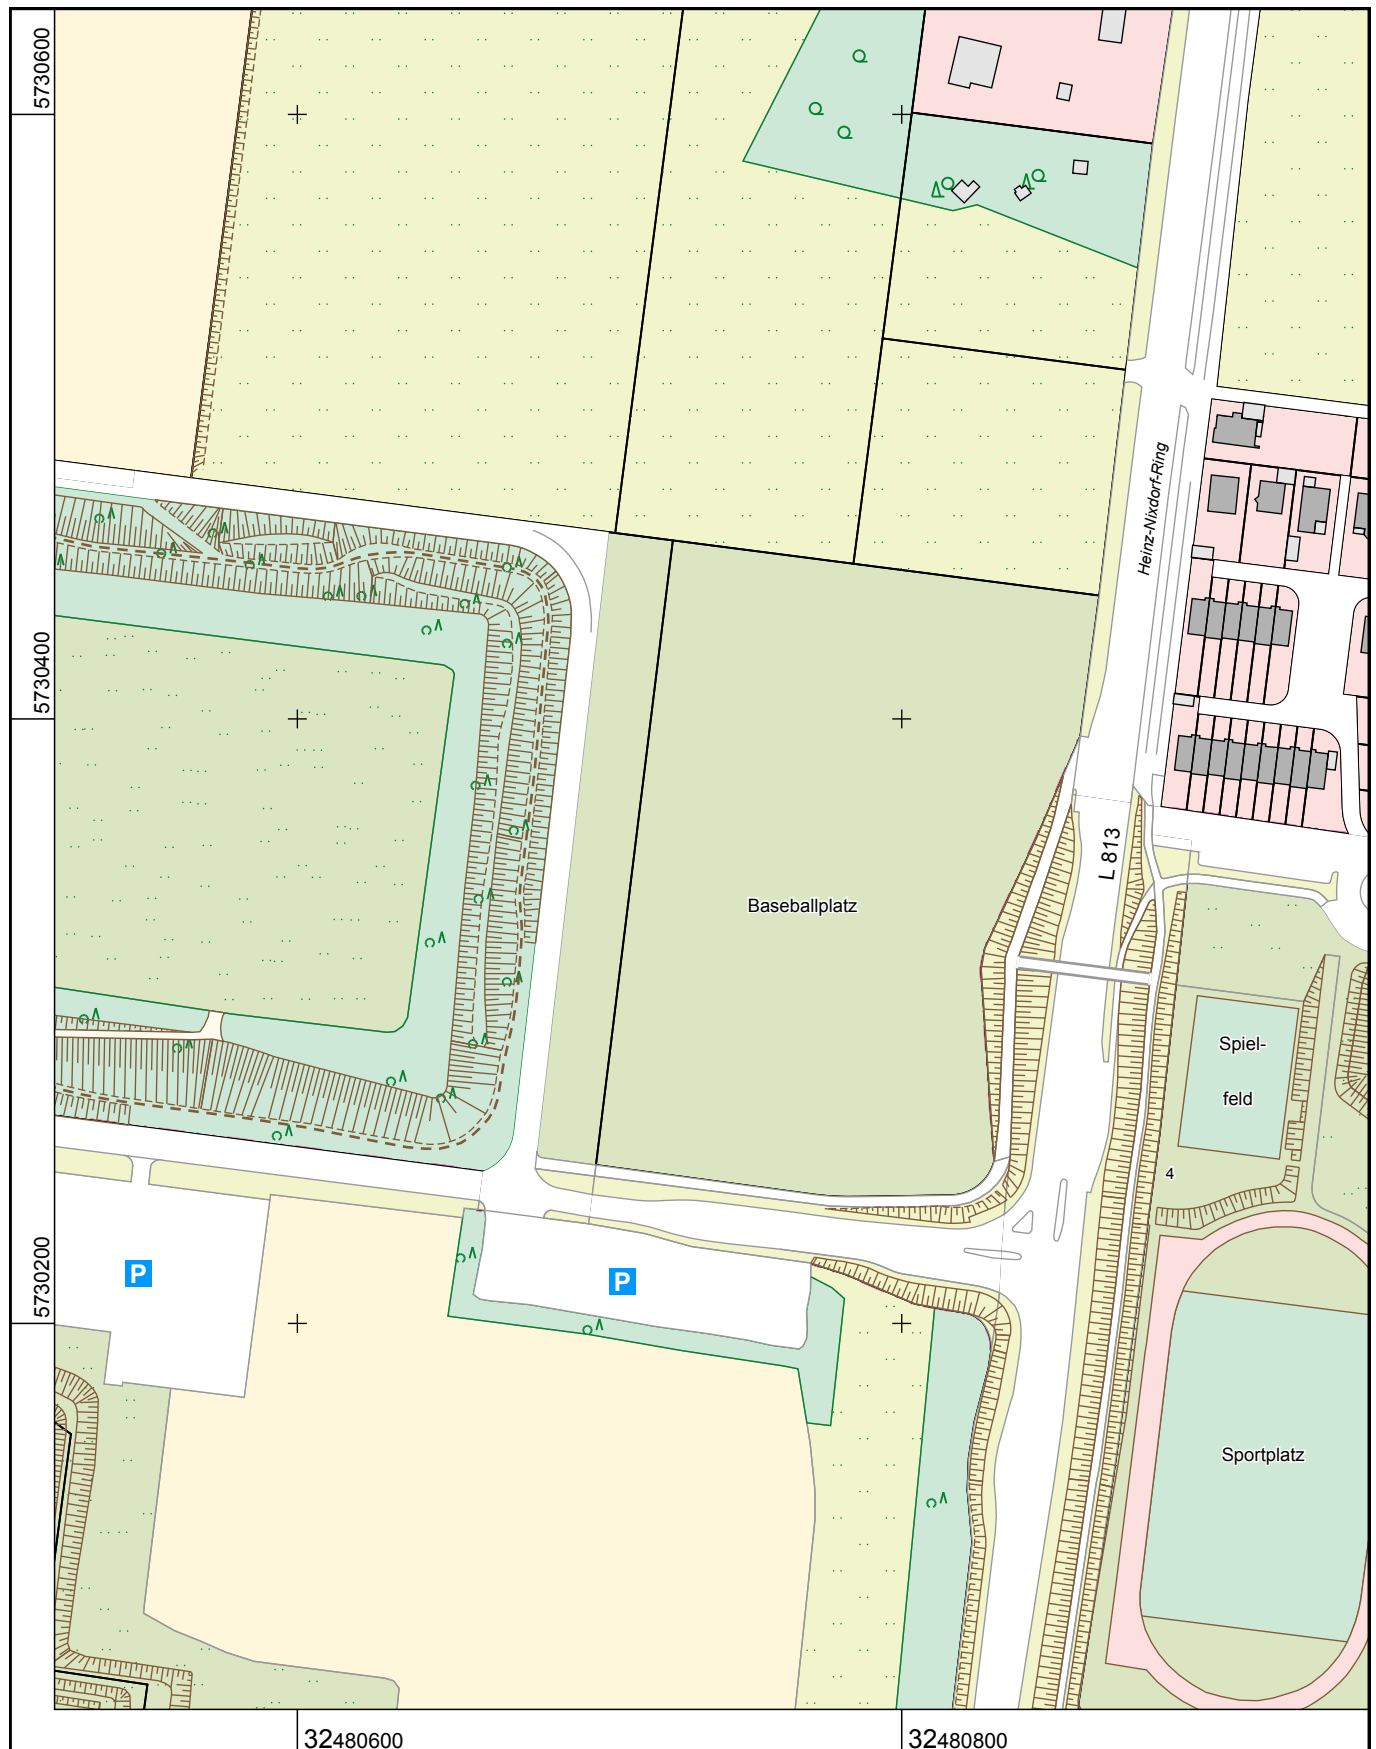 5730600
Heinz-Nixdorf-Ring
5730400
L 813
Baseballplatz
Spiel-
feld
4
5730200
P
P
Sportplatz
32480600
32480800